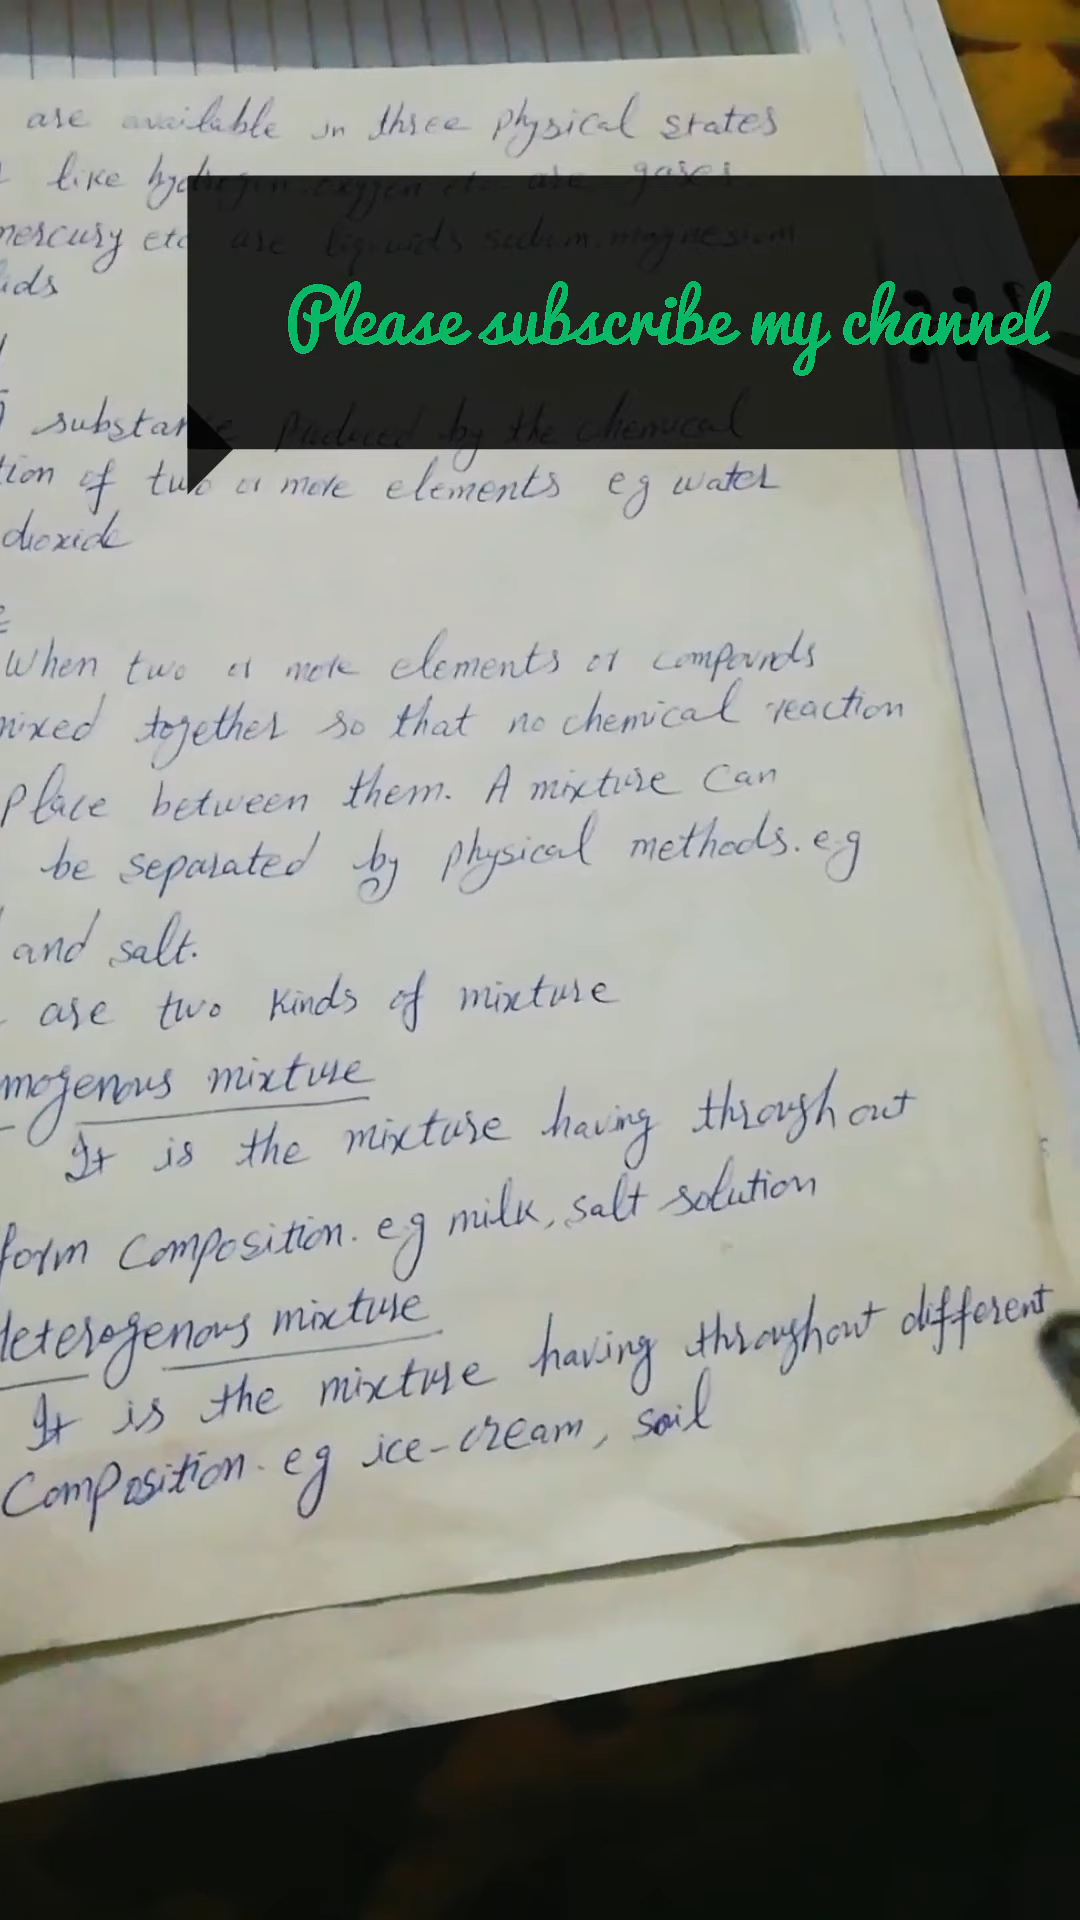 are available in three physical states
like hydrogen oxygen etc are gases
mercury etc are liquids sodium magnesium
ids
Please subscribe my channel
substance produced by the chemical
tion of two or more elements eg water
dioxide
When two or more elements or compounds
mixed together so that no chemical reaction
place between them. A mixture can
be separated by physical methods. e.g
and salt.
are two kinds of mixture
mogenous mixture
It is the mixture having throughout
form composition. e.g milk, salt solution
Heterogenous mixture
It is the mixture having throughout different
composition. eg ice-cream, soil